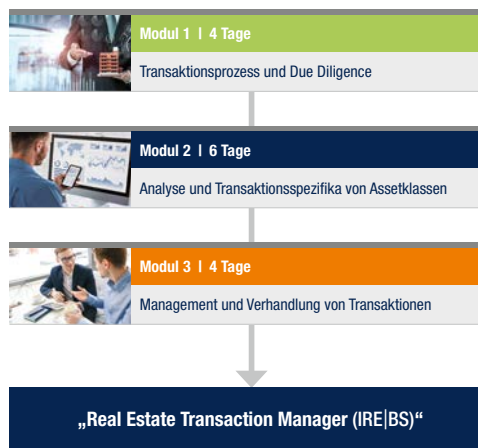 Modul 1 | 4 Tage
Transaktionsprozess und Due Diligence
Modul 2 | 6 Tage
Analyse und Transaktionsspezifika von Assetklassen
Modul 3 | 4 Tage
Management und Verhandlung von Transaktionen
„Real Estate Transaction Manager (IRE|BS)“